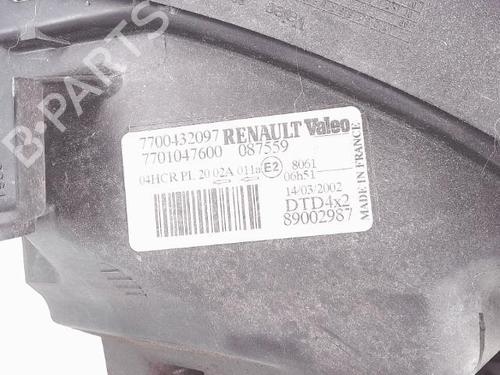 B-PARTS
7700432097 RENAULT Valeo
7701047600 087559
04HCR PL 20 02A 011a E2 8061
06h51
14/03/2002
DTD4x2
89002987
MADE IN FRANCE